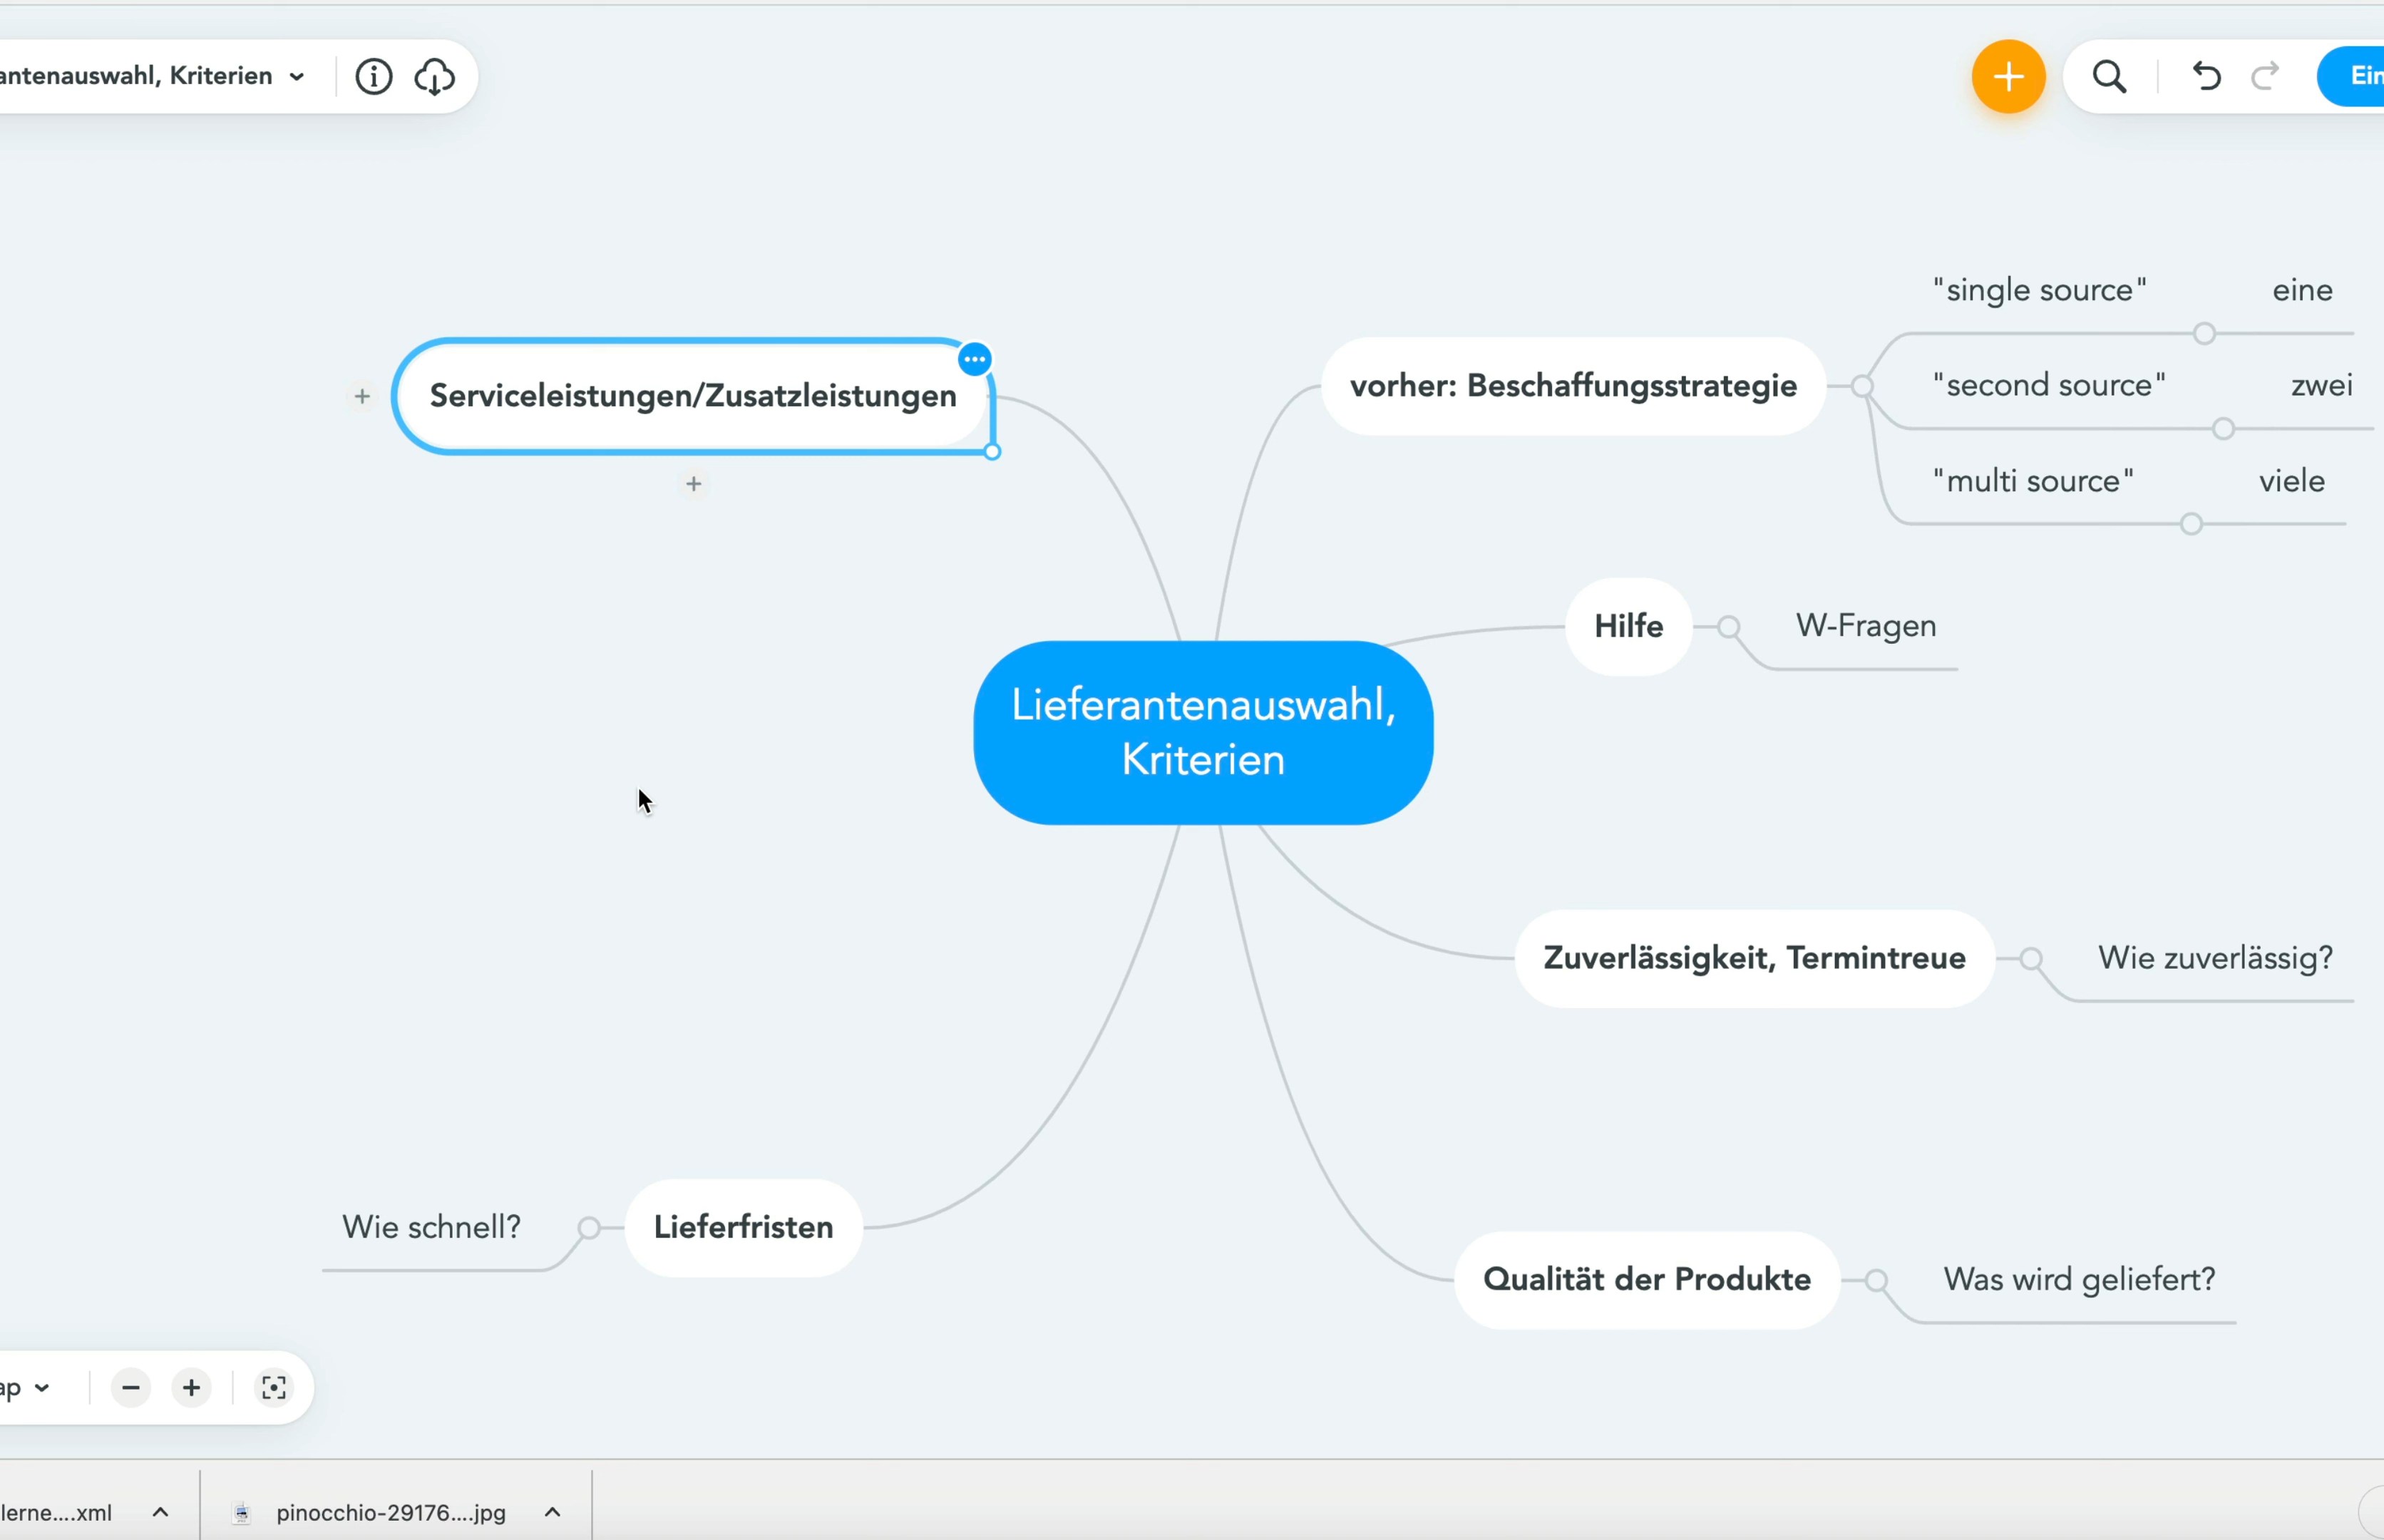 antenauswahl, Kriterien
Ein
Serviceleistungen/Zusatzleistungen
vorher: Beschaffungsstrategie
"single source" eine
"second source" zwei
"multi source" viele
Hilfe
W-Fragen
Lieferantenauswahl,
Kriterien
Zuverlässigkeit, Termintreue
Wie zuverlässig?
Wie schnell?
Lieferfristen
Qualität der Produkte
Was wird geliefert?
ap
lerne....xml
pinocchio-29176....jpg